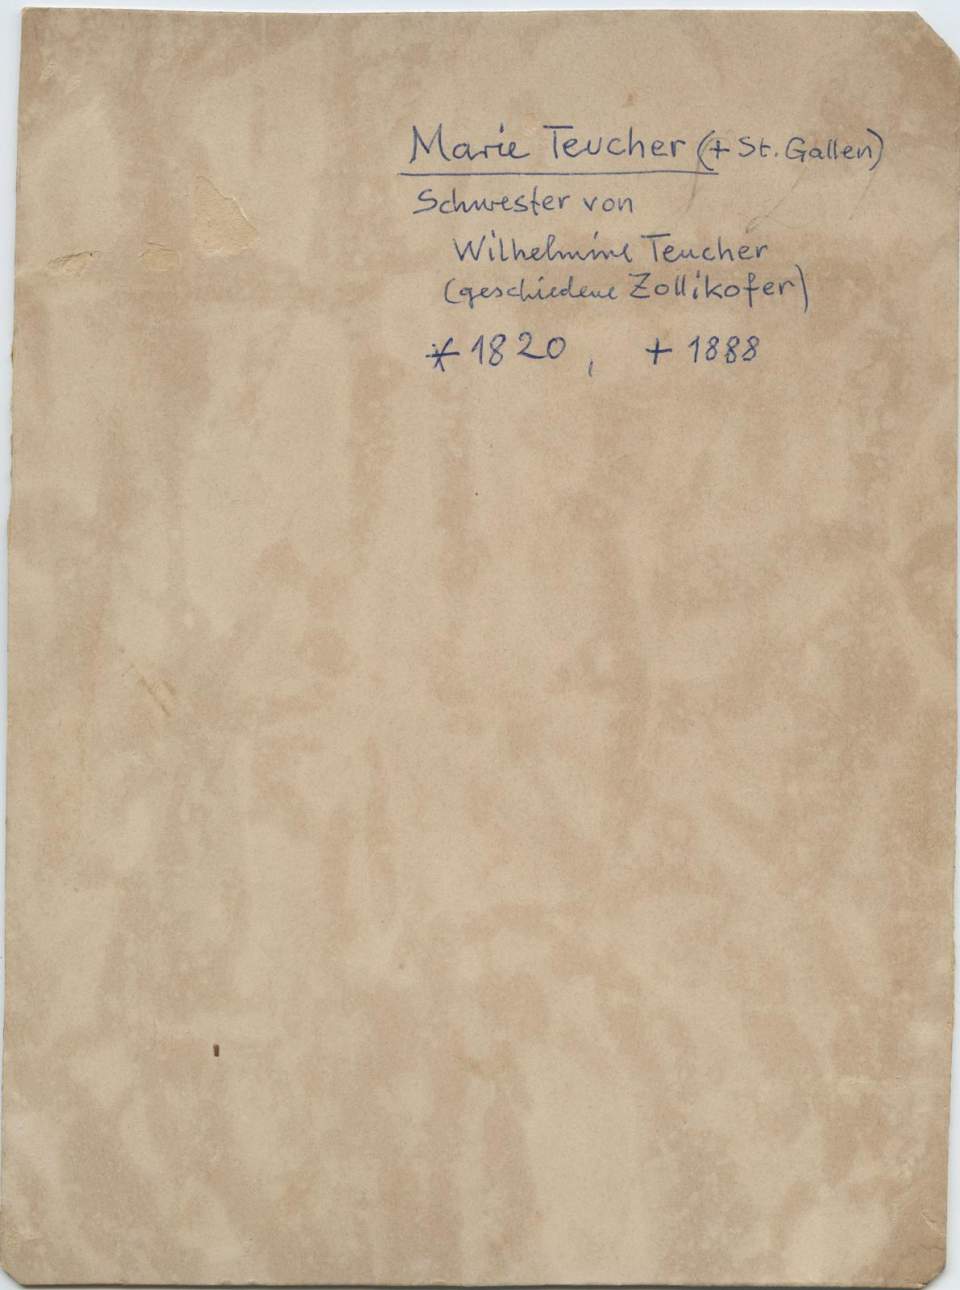 Marie Teucher (+ St. Gallen)
Schwester von
Wilhelmine Teucher
(geschiedene Zollikofer)
* 1820, + 1888